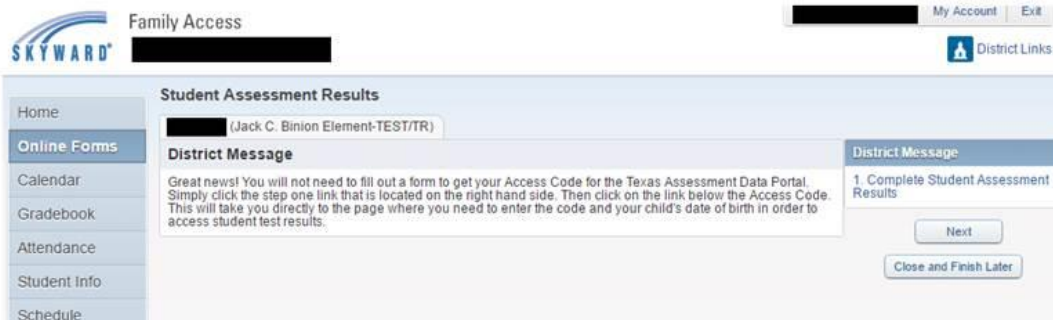 Family Access
My Account
Exit
SKYWARD®
District Links
Home
Online Forms
Calendar
Gradebook
Attendance
Student Info
Schedule
Student Assessment Results
(Jack C. Binion Element-TEST/TR)
District Message
Great news! You will not need to fill out a form to get your Access Code for the Texas Assessment Data Portal.
Simply click the step one link that is located on the right hand side. Then click on the link below the Access Code.
This will take you directly to the page where you need to enter the code and your child's date of birth in order to
access student test results.
District Message
1. Complete Student Assessment
Results
Next
Close and Finish Later